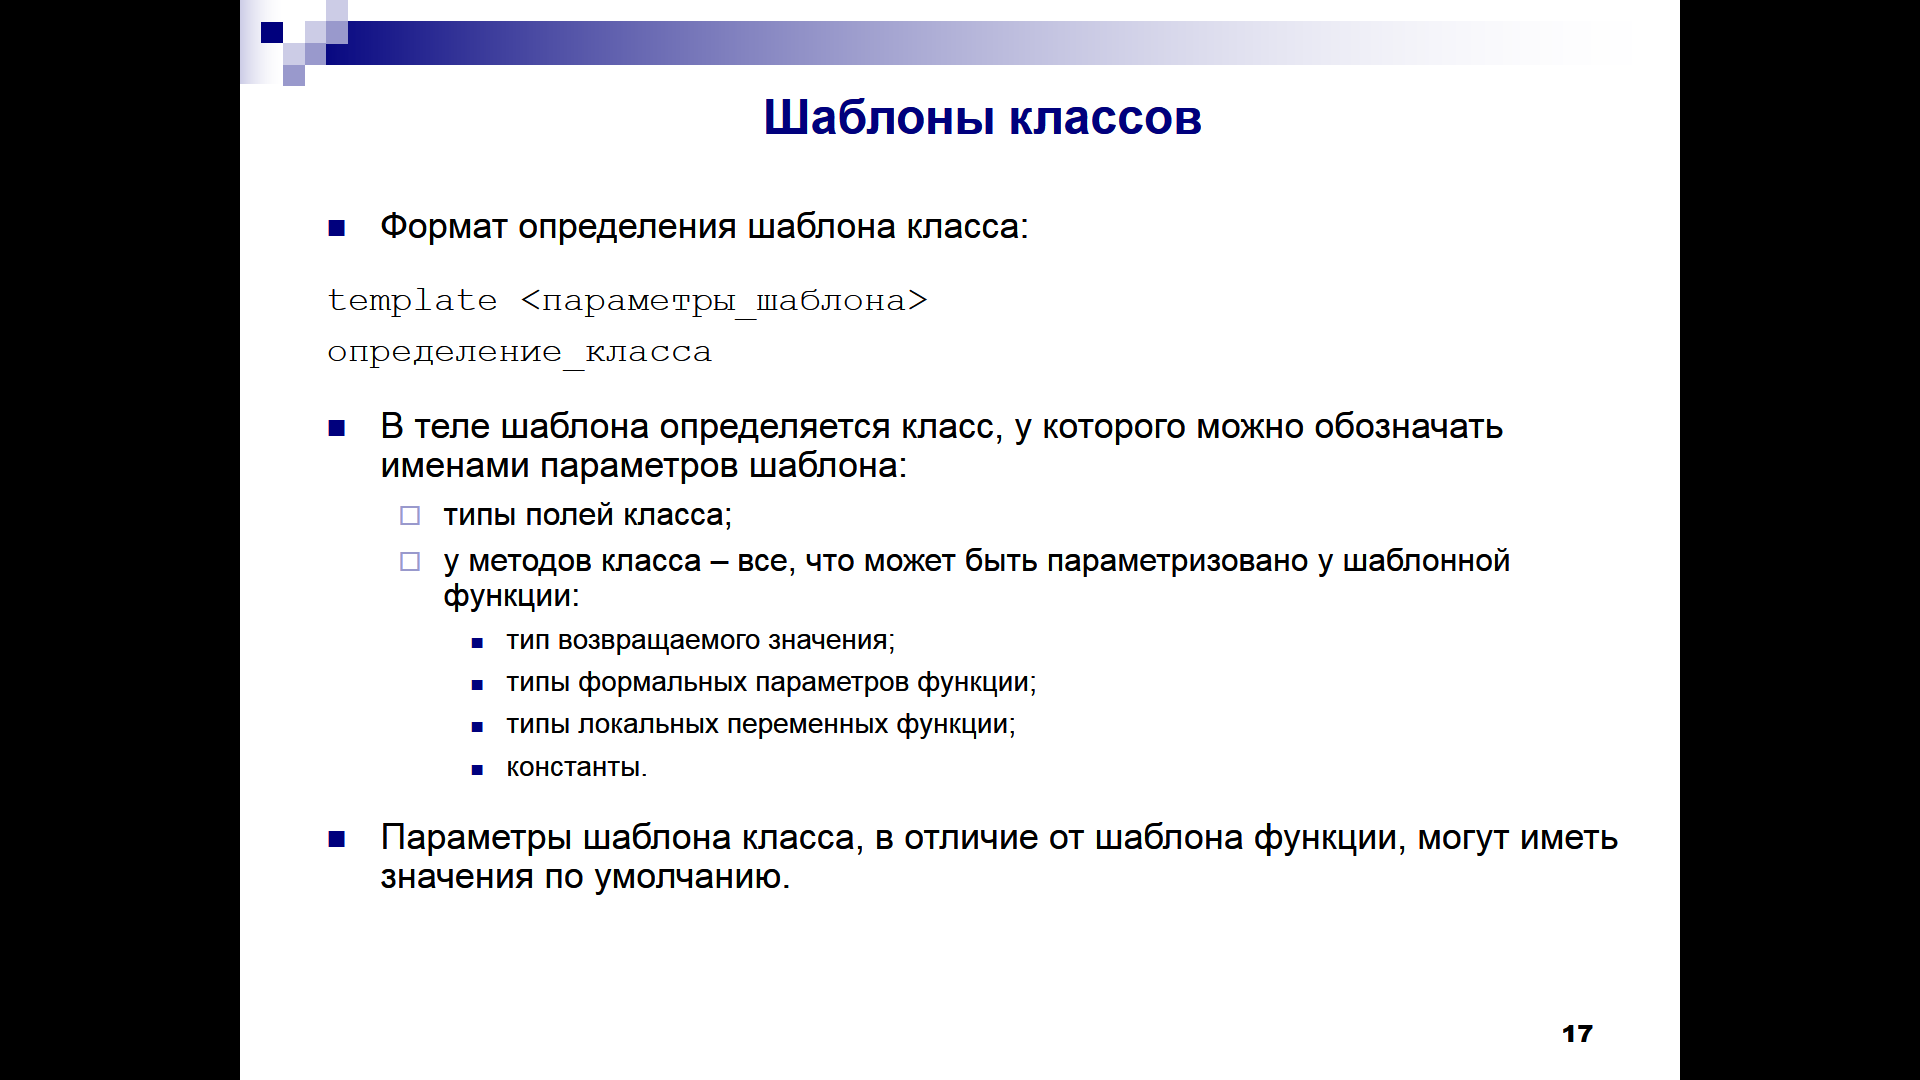 Шаблоны классов
Формат определения шаблона класса:
template <параметры_шаблона>
определение_класса
В теле шаблона определяется класс, у которого можно обозначать
именами параметров шаблона:
типы полей класса;
у методов класса – все, что может быть параметризовано у шаблонной
функции:
тип возвращаемого значения;
типы формальных параметров функции;
типы локальных переменных функции;
константы.
Параметры шаблона класса, в отличие от шаблона функции, могут иметь
значения по умолчанию.
17